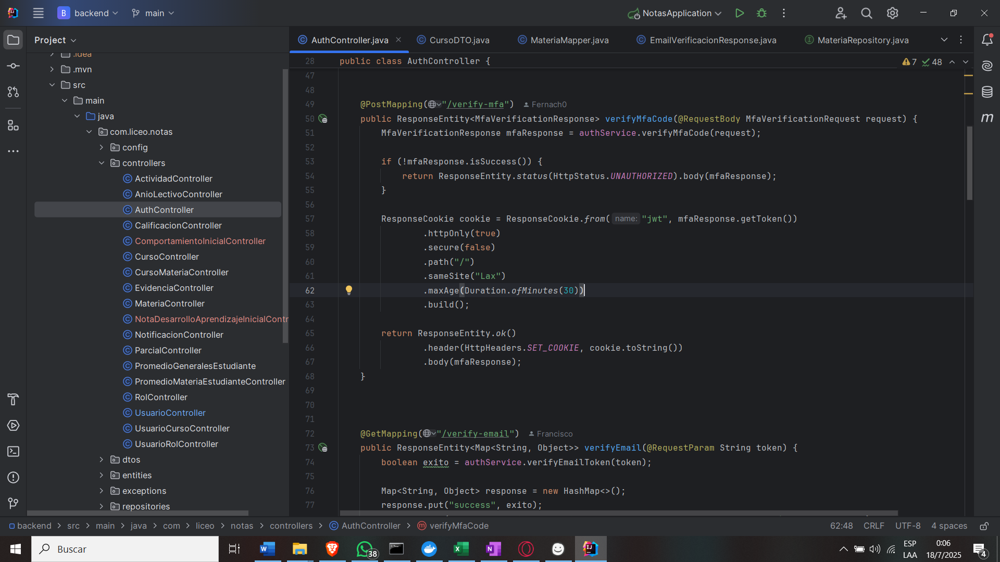 B backend main NotasApplication
Project
.idea
.mvn
src
main
java
com.liceo.notas
config
controllers
ActividadController
AnioLectivoController
AuthController
CalificacionController
ComportamientoInicialController
CursoController
CursoMateriaController
EvidenciaController
MateriaController
NotaDesarrolloAprendizajeInicialContr
NotificacionController
ParcialController
PromedioGeneralesEstudiante
PromedioMateriaEstudianteController
RolController
UsuarioController
UsuarioCursoController
UsuarioRolController
dtos
entities
exceptions
repositories
AuthController.java CursoDTO.java MateriaMapper.java EmailVerificacionResponse.java MateriaRepository.java
28 public class AuthController { 7 48
47
48
49 @PostMapping("/verify-mfa") Fernach0
50 public ResponseEntity<MfaVerificationResponse> verifyMfaCode(@RequestBody MfaVerificationRequest request) {
51 MfaVerificationResponse mfaResponse = authService.verifyMfaCode(request);
52
53 if (!mfaResponse.isSuccess()) {
54 return ResponseEntity.status(HttpStatus.UNAUTHORIZED).body(mfaResponse);
55 }
56
57 ResponseCookie cookie = ResponseCookie.from( name: "jwt", mfaResponse.getToken())
58 .httpOnly(true)
59 .secure(false)
60 .path("/")
61 .sameSite("Lax")
62 .maxAge(Duration.ofMinutes(30))
63 .build();
64
65 return ResponseEntity.ok()
66 .header(HttpHeaders.SET_COOKIE, cookie.toString())
67 .body(mfaResponse);
68 }
69
70
71
72 @GetMapping("/verify-email") Francisco
73 public ResponseEntity<Map<String, Object>> verifyEmail(@RequestParam String token) {
74 boolean exito = authService.verifyEmailToken(token);
75
76 Map<String, Object> response = new HashMap<>();
77 response.put("success", exito);
backend > src > main > java > com > liceo > notas > controllers > AuthController > verifyMfaCode 62:48 CRLF UTF-8 4 spaces
Buscar
38
ESP
LAA
0:06
18/7/2025
4